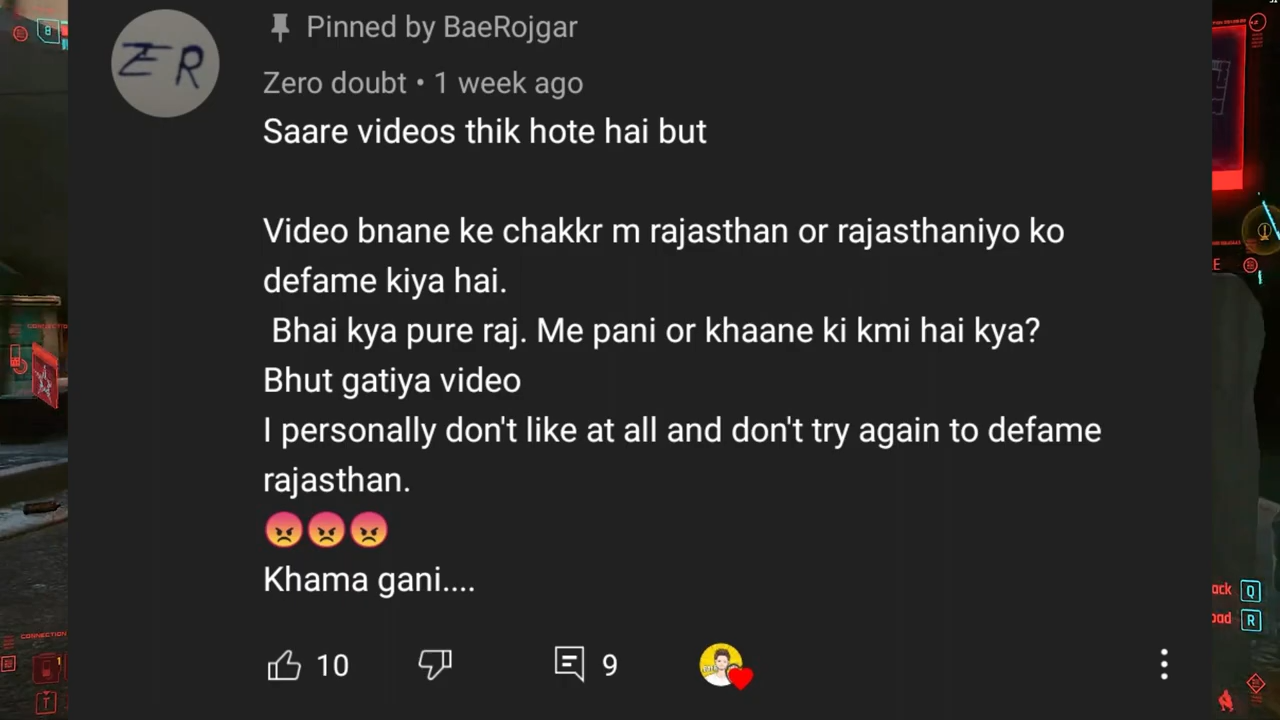 ZER
Pinned by BaeRojgar
Zero doubt • 1 week ago
Saare videos thik hote hai but
Video bnane ke chakkr m rajasthan or rajasthaniyo ko
defame kiya hai.
Bhai kya pure raj. Me pani or khaane ki kmi hai kya?
Bhut gatiya video
I personally don't like at all and don't try again to defame
rajasthan.
😡😡😡
Khama gani....
10
9
Q
R
T